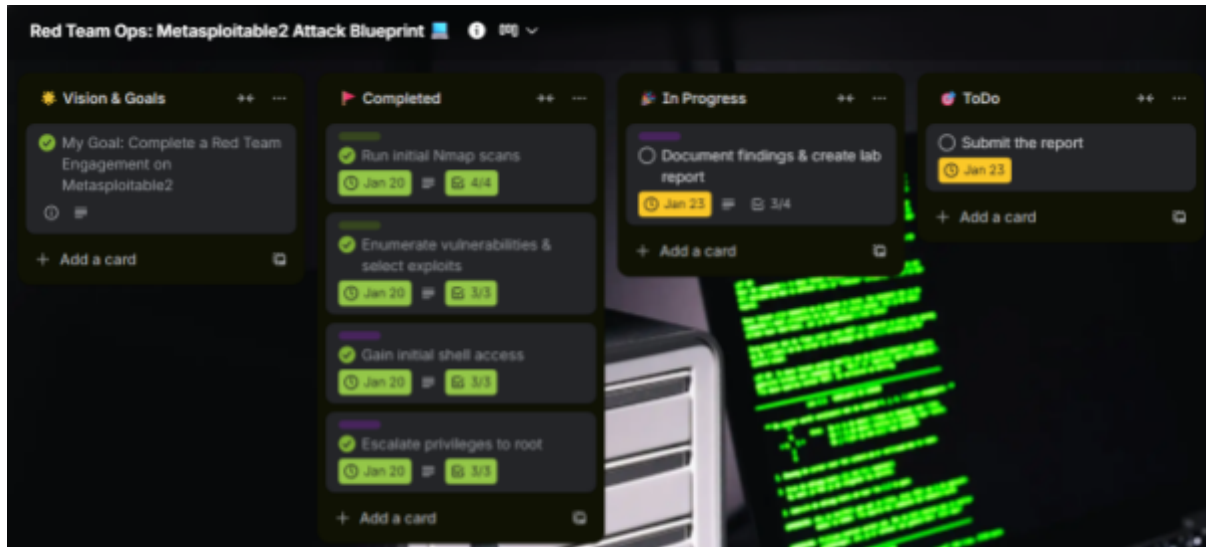 Red Team Ops: Metasploitable2 Attack Blueprint
Vision & Goals
My Goal: Complete a Red Team
Engagement on
Metasploitable2
+ Add a card
Completed
Run initial Nmap scans
Jan 20 4/4
Enumerate vulnerabilities &
select exploits
Jan 20 3/3
Gain initial shell access
Jan 20 3/3
Escalate privileges to root
Jan 20 3/3
+ Add a card
In Progress
Document findings & create lab
report
Jan 23 3/4
+ Add a card
ToDo
Submit the report
Jan 23
+ Add a card